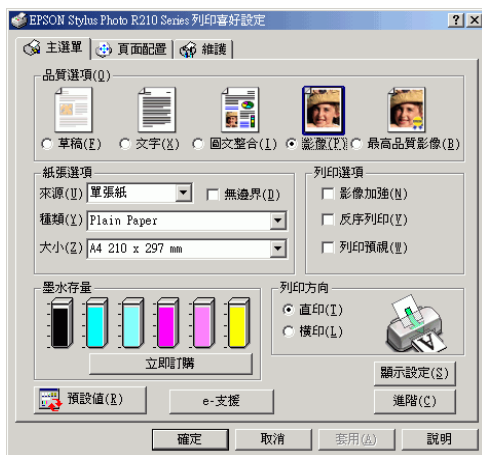 EPSON Stylus Photo R210 Series 列印喜好設定
主選單 頁面配置 維護
品質選項(Q)
草稿(F) 文字(X) 圖文整合(I) 影像(P) 最高品質影像(B)
紙張選項
來源(U) 單張紙 無邊界(D)
種類(Y) Plain Paper
大小(Z) A4 210 x 297 mm
列印選項
影像加強(N)
反序列印(V)
列印預視(W)
墨水存量
立即訂購
列印方向
直印(T)
橫印(L)
顯示設定(S)
預設值(R) e-支援 進階(C)
確定 取消 套用(A) 說明